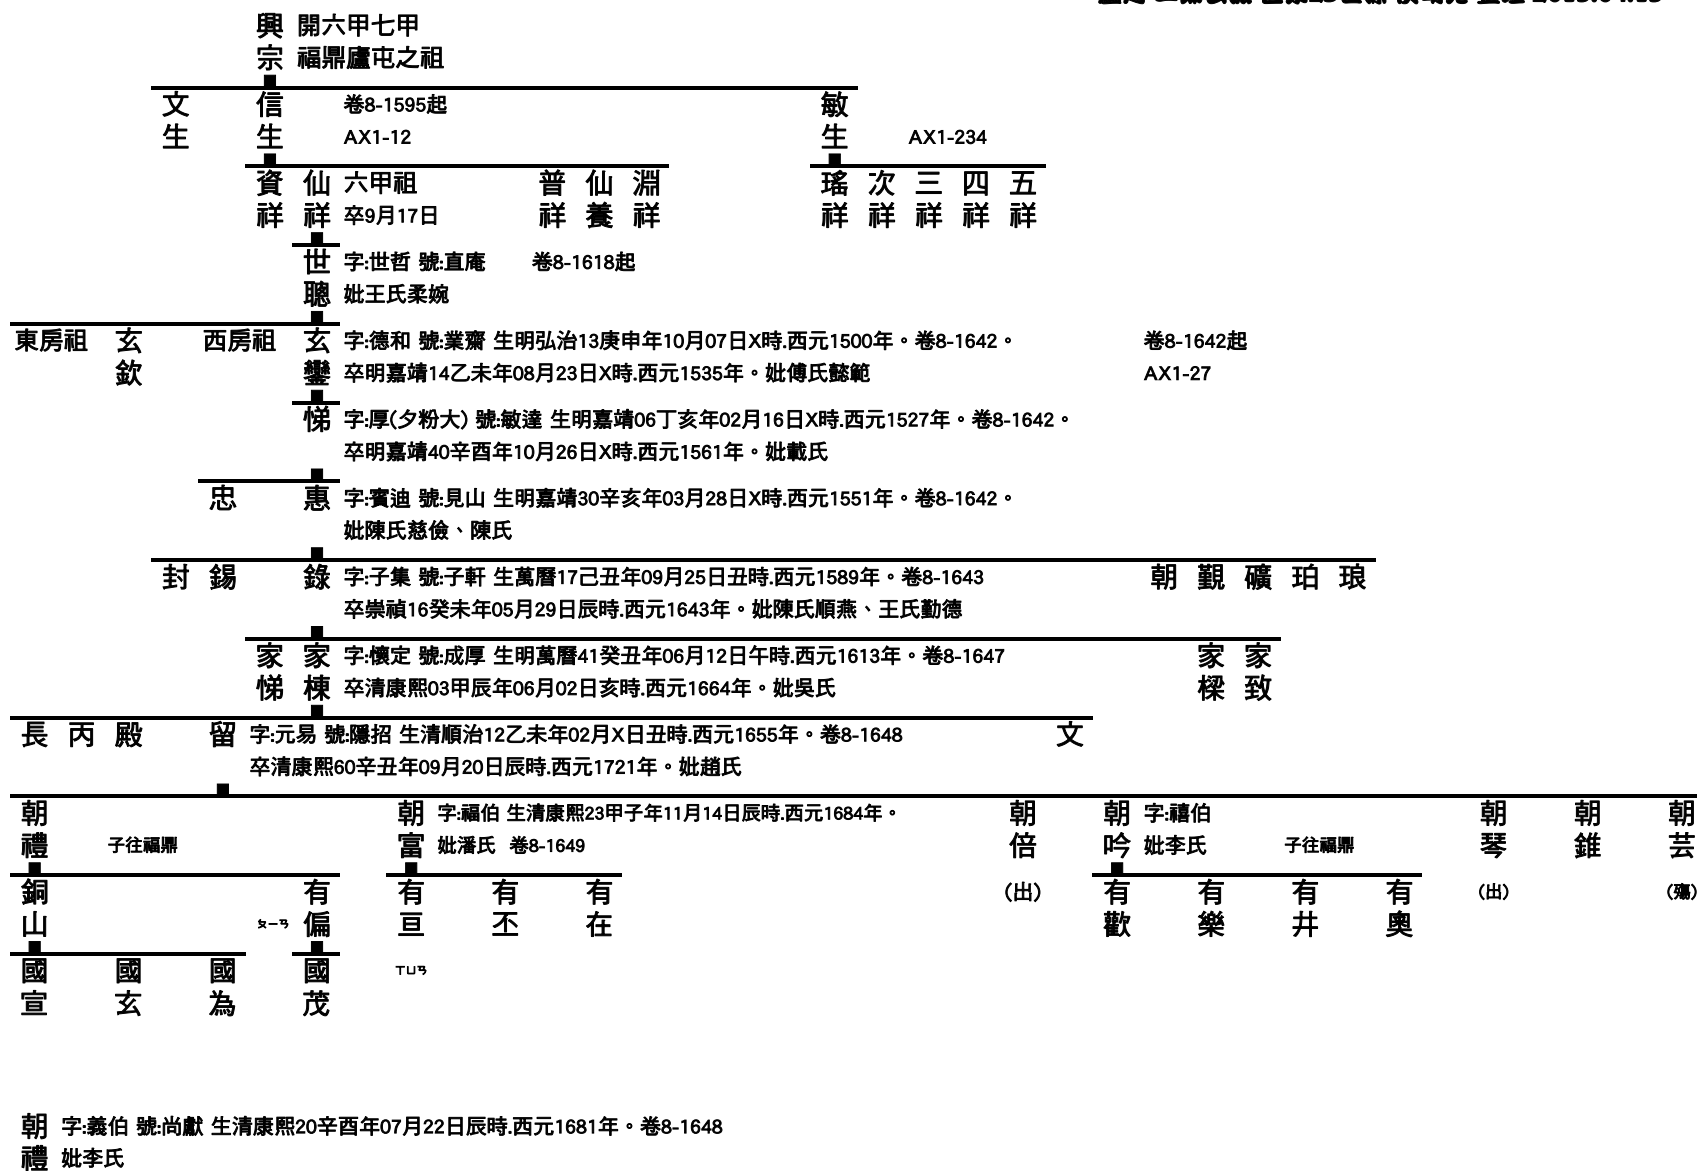 2013.04.13
興 開六甲七甲
宗 福鼎廬屯之祖
文 信 卷8-1595起 敏
生 生 AX1-12 生 AX1-234
資 仙 六甲祖 普 仙 淵 瑤 次 三 四 五
祥 祥 卒9月17日 祥 養 祥 祥 祥 祥 祥 祥
世 字:世哲 號:直庵 卷8-1618起
聰 妣王氏柔婉
東房祖 玄 西房祖 玄 字:德和 號:業齋 生明弘治13庚申年10月07日X時.西元1500年。卷8-1642。 卷8-1642起
欽 鑾 卒明嘉靖14乙未年08月23日X時.西元1535年。妣傅氏懿範 AX1-27
悌 字:厚(夕粉大) 號:敏達 生明嘉靖06丁亥年02月16日X時.西元1527年。卷8-1642。
卒明嘉靖40辛酉年10月26日X時.西元1561年。妣載氏
忠 惠 字:賓迪 號:見山 生明嘉靖30辛亥年03月28日X時.西元1551年。卷8-1642。
妣陳氏慈儉、陳氏
封 錫 錄 字:子集 號:子軒 生萬曆17己丑年09月25日丑時.西元1589年。卷8-1643 朝 覲 礦 珀 琅
卒崇禎16癸未年05月29日辰時.西元1643年。妣陳氏順燕、王氏勤德
家 家 字:懷定 號:成厚 生明萬曆41癸丑年06月12日午時.西元1613年。卷8-1647 家 家
悌 棟 卒清康熙03甲辰年06月02日亥時.西元1664年。妣吳氏 樑 致
長 丙 殿 留 字:元易 號:隱招 生清順治12乙未年02月X日丑時.西元1655年。卷8-1648 文
卒清康熙60辛丑年09月20日辰時.西元1721年。妣趙氏
朝 朝 字:福伯 生清康熙23甲子年11月14日辰時.西元1684年。 朝 朝 字:禧伯 朝 朝 朝
禮 子往福鼎 富 妣潘氏 卷8-1649 倍 吟 妣李氏 子往福鼎 琴 錐 芸
銅 有 有 有 有 (出) 有 有 有 有 (出) (殤)
山 ㄆㄧㄢ 偏 亘 丕 在 歡 樂 井 奧
國 國 國 國 ㄒㄩㄢ
宣 玄 為 茂
朝 字:義伯 號:尚獻 生清康熙20辛酉年07月22日辰時.西元1681年。卷8-1648
禮 妣李氏